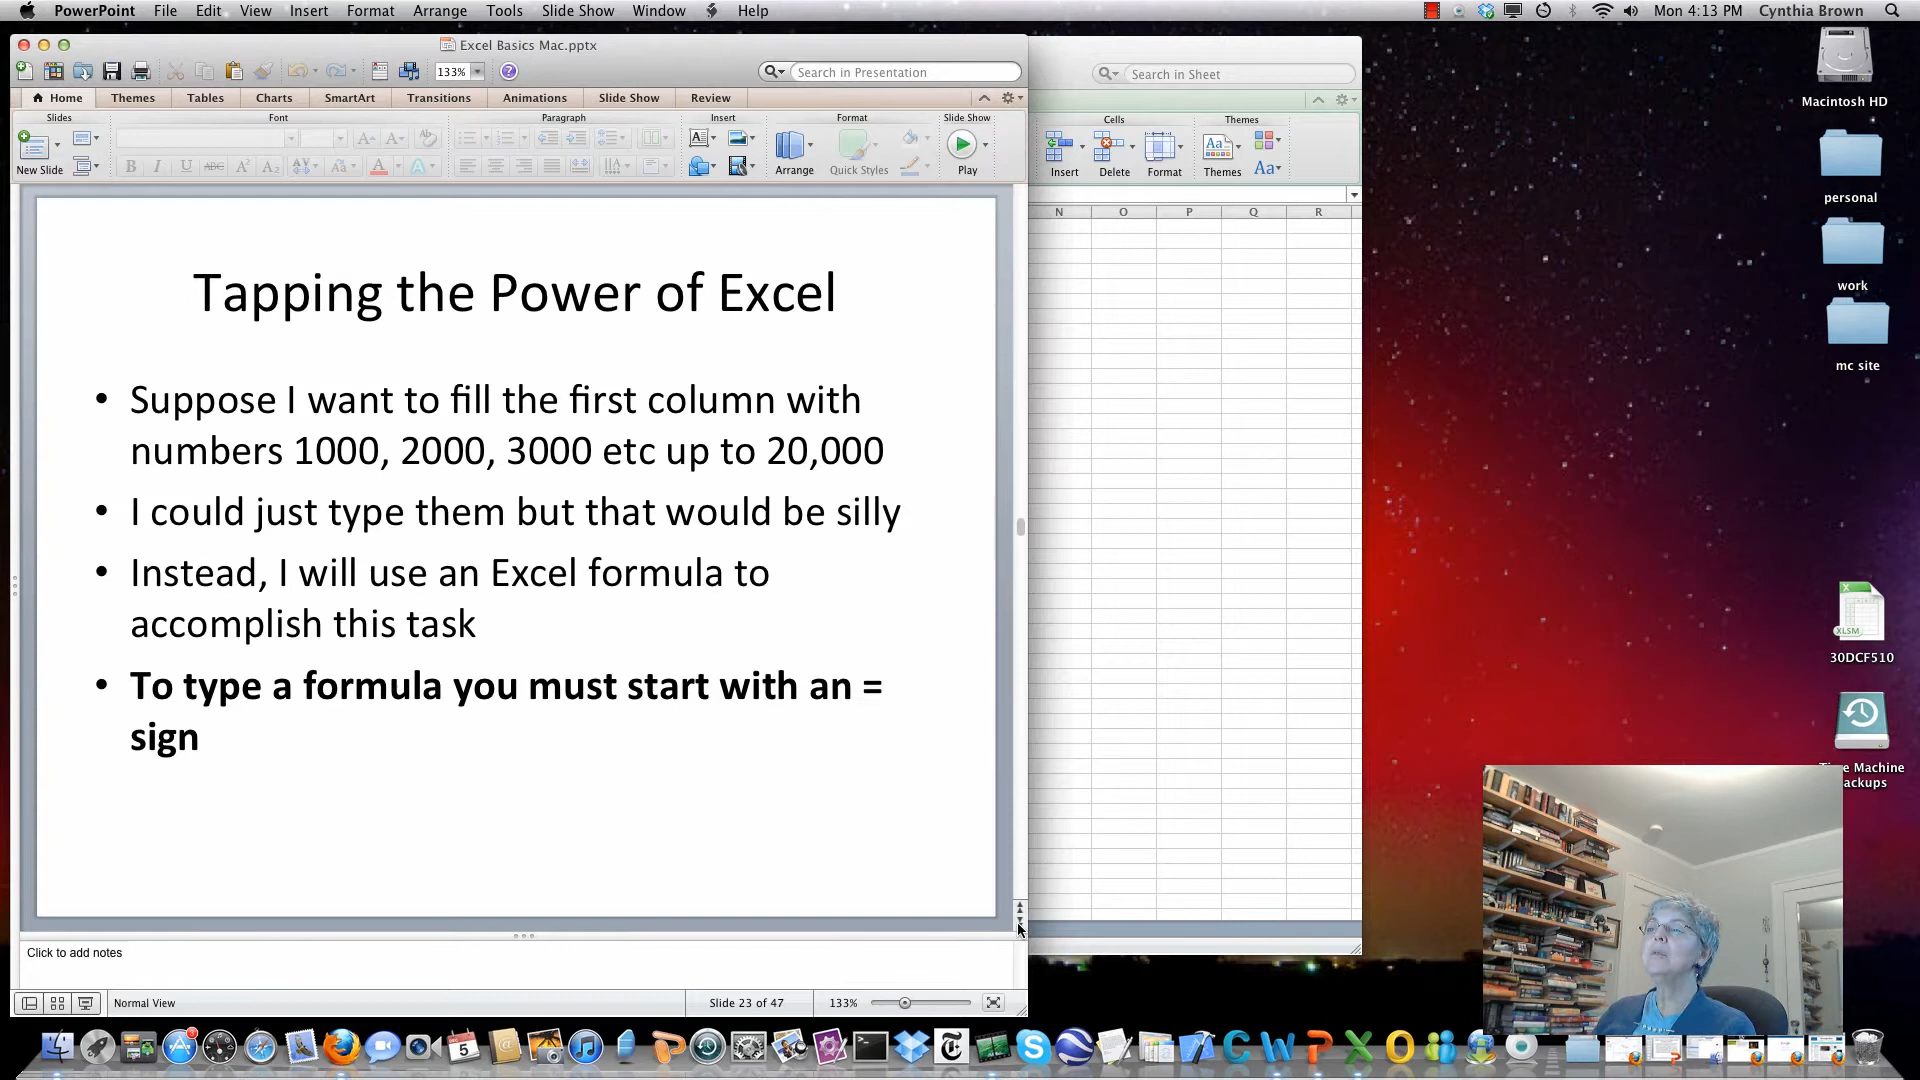 PowerPoint File Edit View Insert Format Arrange Tools Slide Show Window Help Mon 4:13 PM Cynthia Brown
Excel Basics Mac.pptx
133% Search in Presentation
Search in Sheet
Home Themes Tables Charts SmartArt Transitions Animations Slide Show Review
Slides Font Paragraph Insert Format Slide Show
Cells Themes
New Slide Arrange Quick Styles Play
Insert Delete Format Themes
N O P Q R
Tapping the Power of Excel
• Suppose I want to fill the first column with
numbers 1000, 2000, 3000 etc up to 20,000
• I could just type them but that would be silly
• Instead, I will use an Excel formula to
accomplish this task
• To type a formula you must start with an =
sign
Click to add notes
Normal View Slide 23 of 47 133%
Macintosh HD
personal
work
mc site
XLSM
30DCF510
Machine
ackups